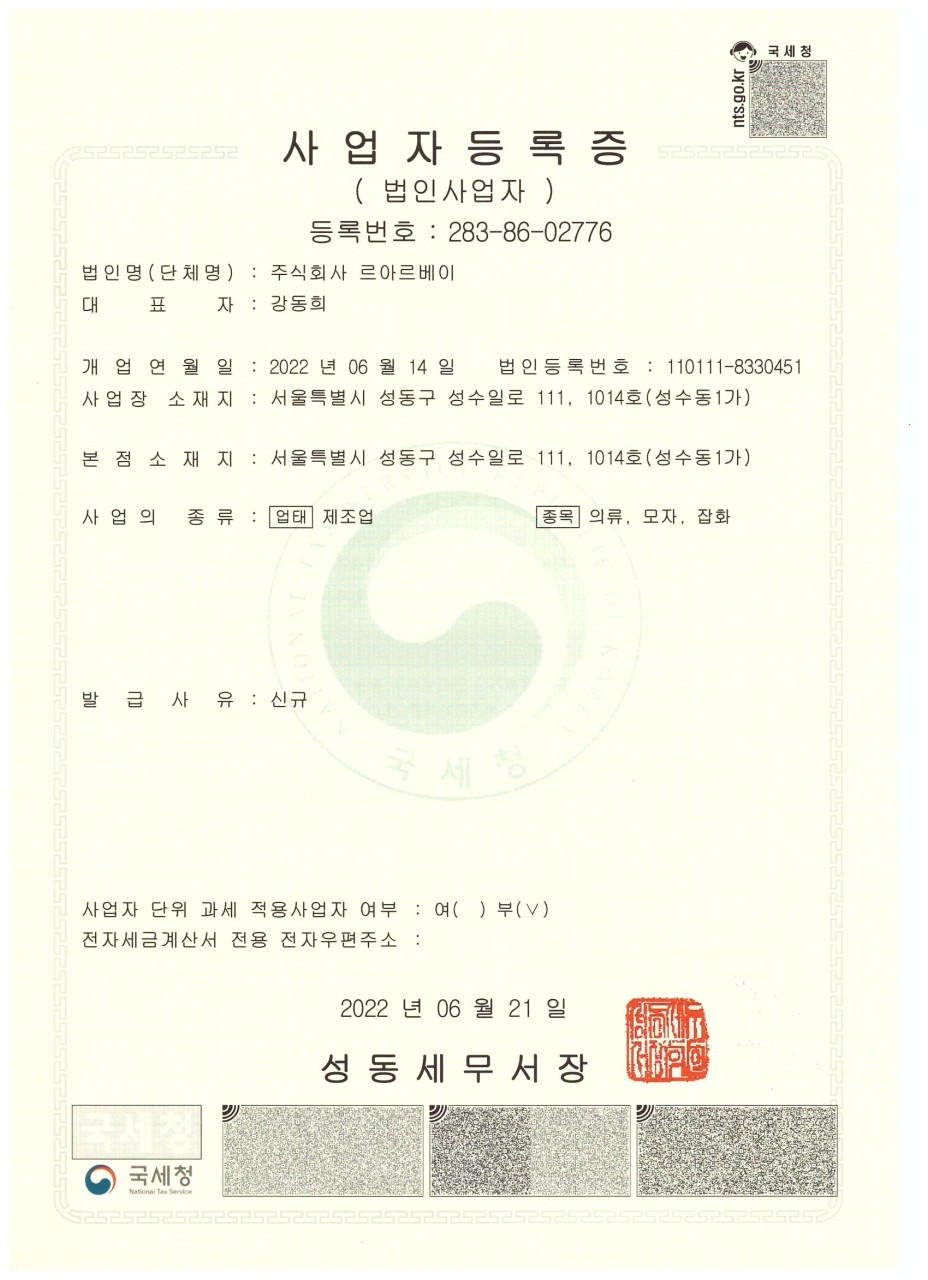 국세청
nts.go.kr
사업자등록증
( 법인사업자 )
등록번호 : 283-86-02776
법인명(단체명) : 주식회사 르아르베이
대 표 자 : 강동희
개 업 연 월 일 : 2022 년 06 월 14 일 법인등록번호 : 110111-8330451
사업장 소재지 : 서울특별시 성동구 성수일로 111, 1014호(성수동1가)
본 점 소 재 지 : 서울특별시 성동구 성수일로 111, 1014호(성수동1가)
사 업 의 종 류 : 업태 제조업 종목 의류, 모자, 잡화
발 급 사 유 : 신규
국세청
사업자 단위 과세 적용사업자 여부 : 여( ) 부(∨)
전자세금계산서 전용 전자우편주소 :
2022 년 06 월 21 일
성동세무서장
국세청
국세청
National Tax Service